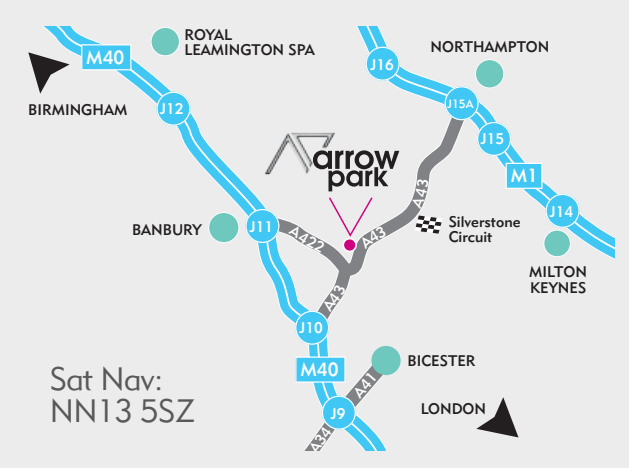 ROYAL
LEAMINGTON SPA
M40
BIRMINGHAM
J12
J16
NORTHAMPTON
J15A
J15
M1
J14
arrow
park
A43
Silverstone
Circuit
BANBURY
J11
A422
A43
MILTON
KEYNES
A43
J10
M40
BICESTER
A41
Sat Nav:
NN13 5SZ
J9
LONDON
A34